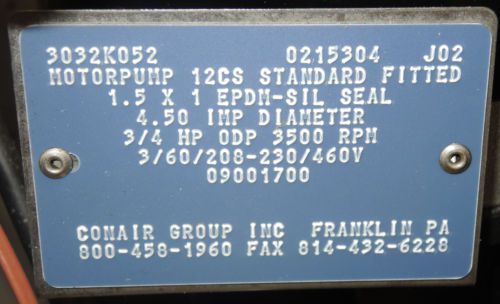 3032K052 0215304 J02
MOTORPUMP 12CS STANDARD FITTED
1.5 X 1 EPDM-SIL SEAL
4.50 IMP DIAMETER
3/4 HP ODP 3500 RPM
3/60/208-230/460V
09001700
CONAIR GROUP INC FRANKLIN PA
800-458-1960 FAX 814-432-6228